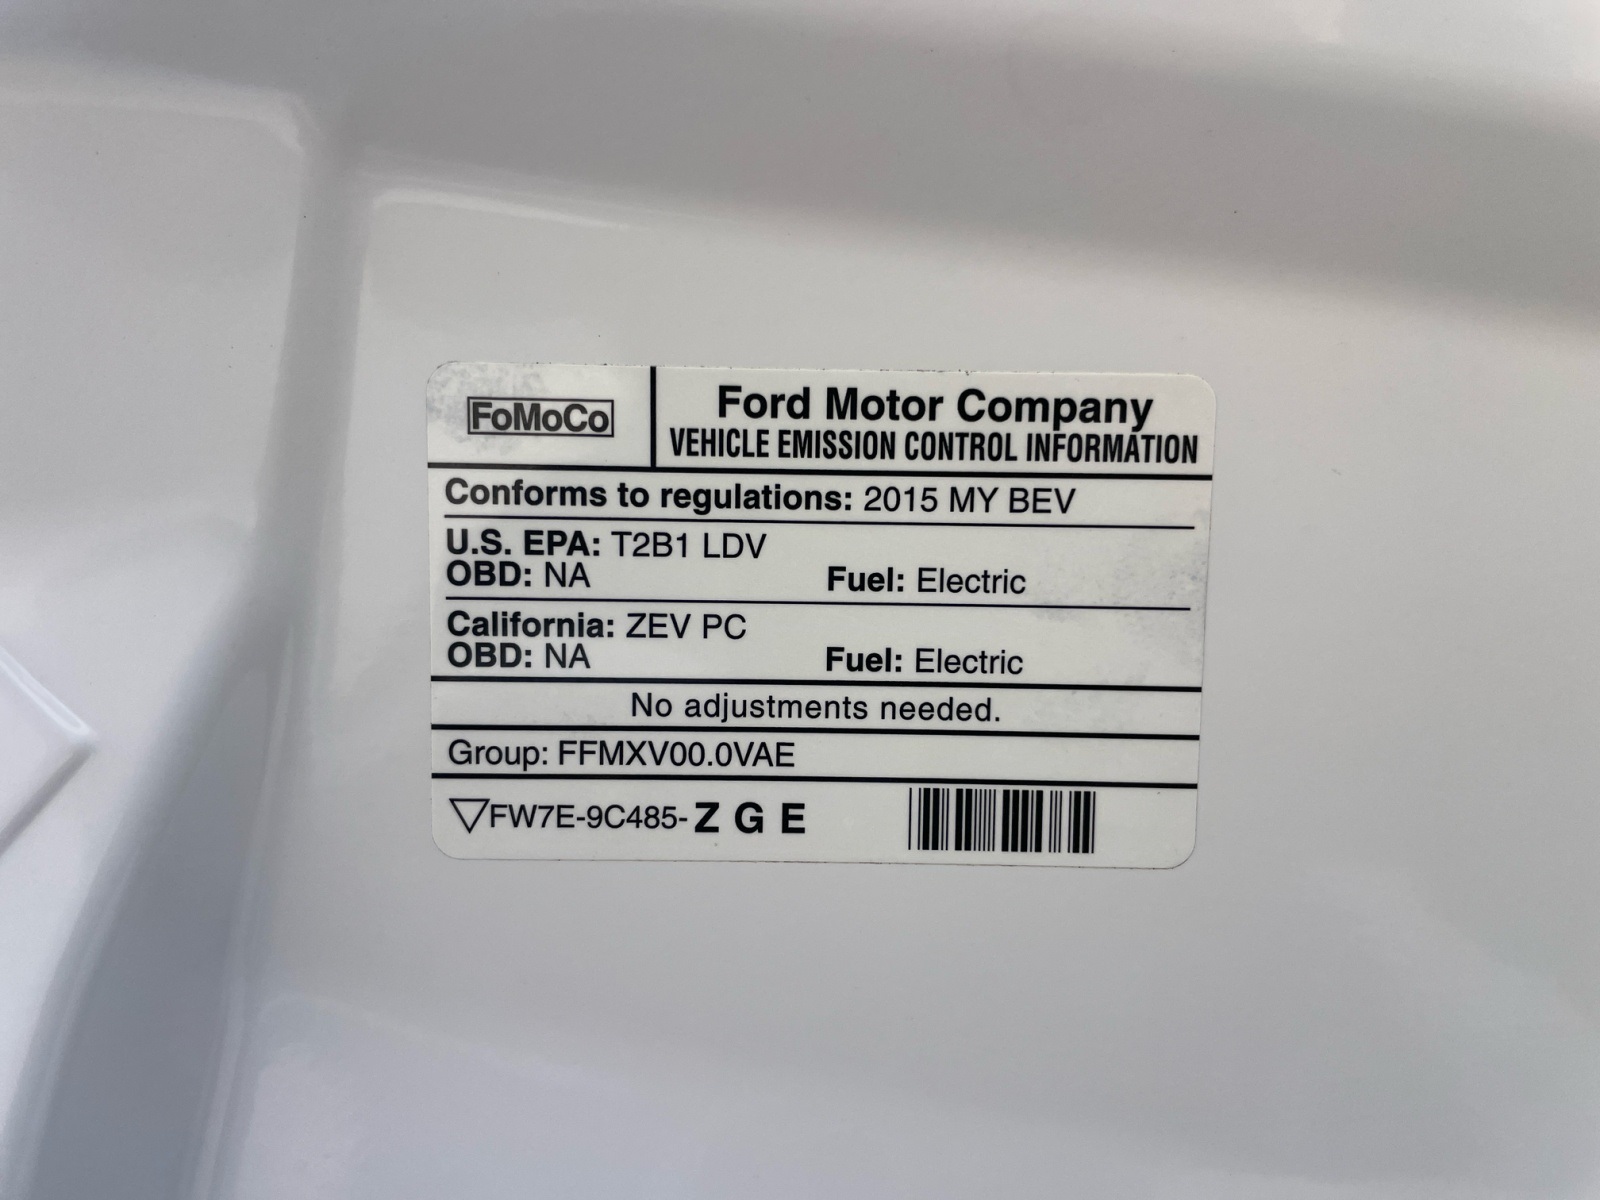 FoMoCo
Ford Motor Company
VEHICLE EMISSION CONTROL INFORMATION
Conforms to regulations: 2015 MY BEV
U.S. EPA: T2B1 LDV
OBD: NA Fuel: Electric
California: ZEV PC
OBD: NA Fuel: Electric
No adjustments needed.
Group: FFMXV00.0VAE
FW7E-9C485-Z G E